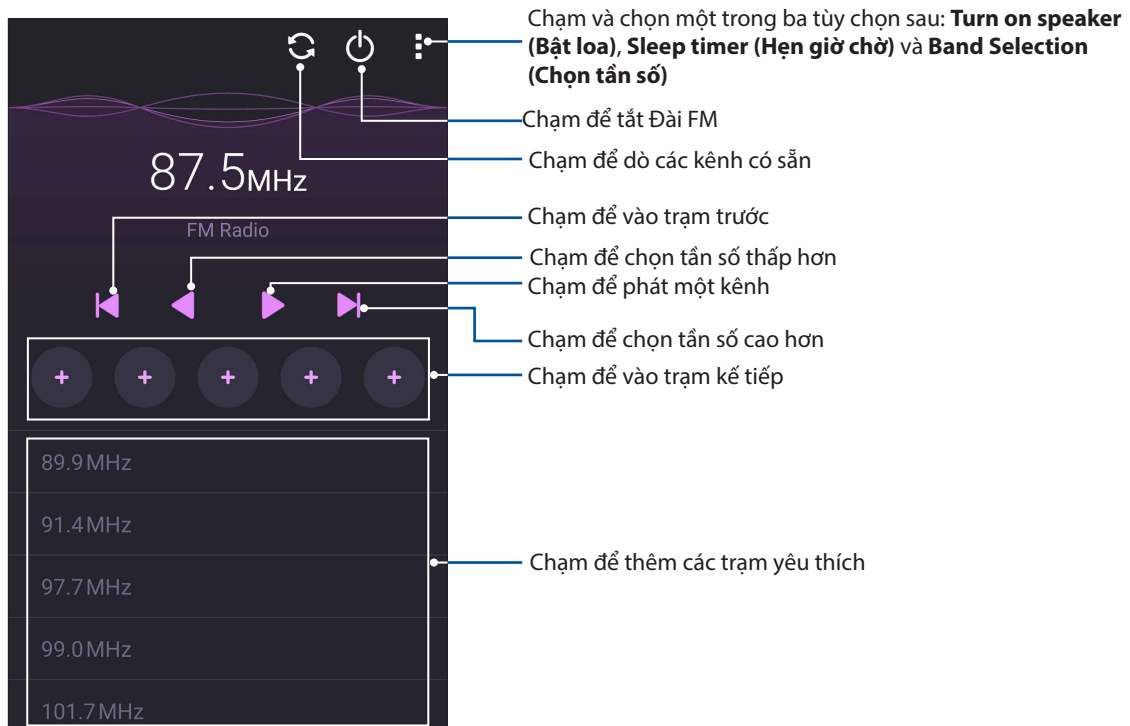 Chạm và chọn một trong ba tùy chọn sau: Turn on speaker
(Bật loa), Sleep timer (Hẹn giờ chờ) và Band Selection
(Chọn tần số)
Chạm để tắt Đài FM
Chạm để dò các kênh có sẵn
87.5MHz
FM Radio
Chạm để vào trạm trước
Chạm để chọn tần số thấp hơn
Chạm để phát một kênh
Chạm để chọn tần số cao hơn
Chạm để vào trạm kế tiếp
89.9MHz
91.4MHz
97.7MHz
99.0MHz
101.7MHz
Chạm để thêm các trạm yêu thích